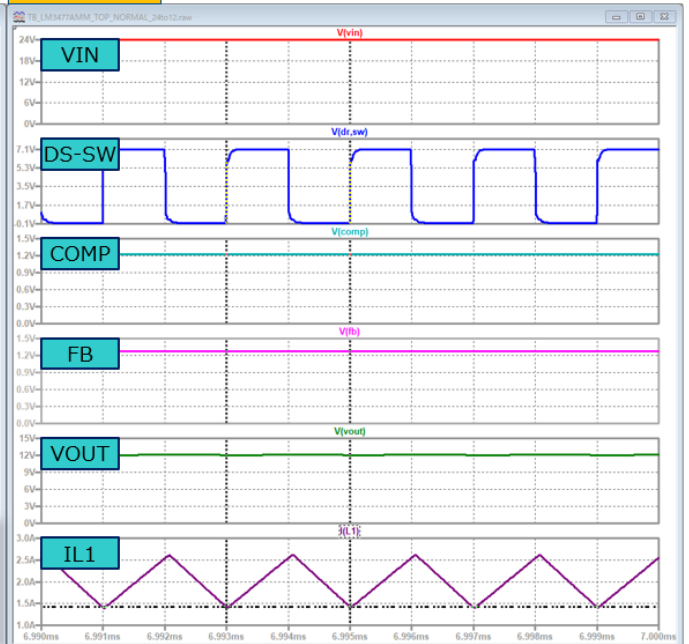 TB_LM3477AMM_TOP_NORMAL_24to12.raw
V(vin)
24V
18V
12V
6V
0V
VIN
V(dr,sw)
7.1V
5.3V
3.5V
1.7V
-0.1V
DS-SW
V(comp)
1.5V
1.2V
0.9V
0.6V
0.3V
0.0V
COMP
V(fb)
1.5V
1.2V
0.9V
0.6V
0.3V
0.0V
FB
V(vout)
15V
12V
9V
6V
3V
0V
VOUT
I(L1)
3.0A
2.5A
2.0A
1.5A
1.0A
IL1
6.990ms 6.991ms 6.992ms 6.993ms 6.994ms 6.995ms 6.996ms 6.997ms 6.998ms 6.999ms 7.000ms